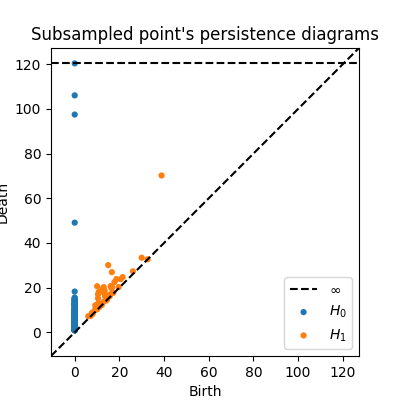 Subsampled point's persistence diagrams
120
100
80
60
40
20
0
Death
∞
H₀
H₁
0 20 40 60 80 100 120
Birth